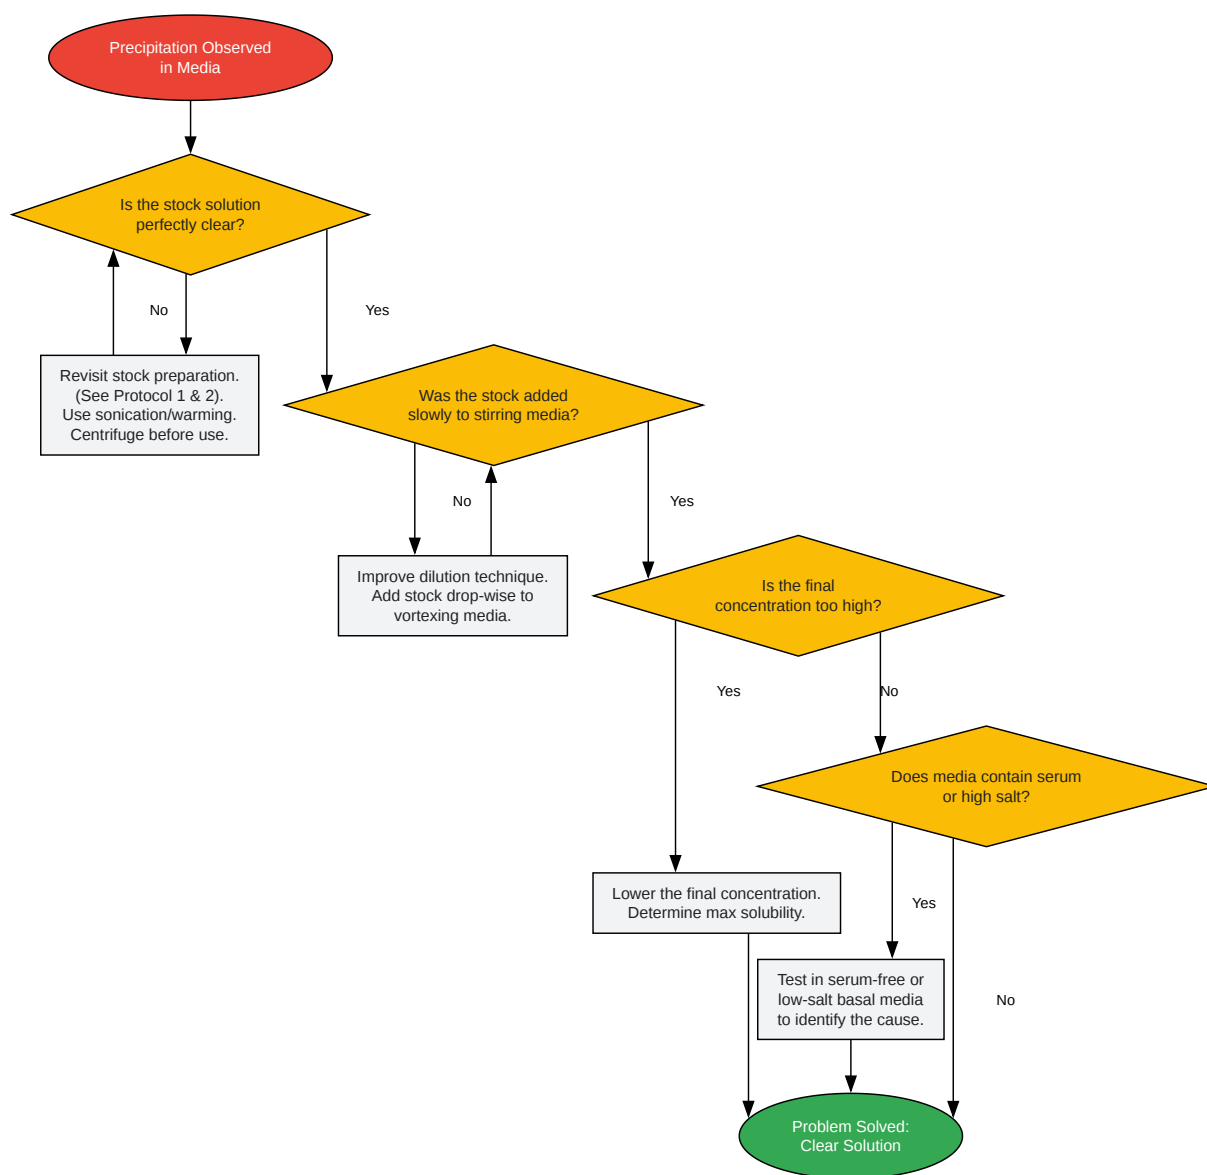 Precipitation Observed
in Media
Is the stock solution
perfectly clear?
No
Yes
Revisit stock preparation.
(See Protocol 1 & 2).
Use sonication/warming.
Centrifuge before use.
Was the stock added
slowly to stirring media?
No
Yes
Improve dilution technique.
Add stock drop-wise to
vortexing media.
Is the final
concentration too high?
Yes
No
Does media contain serum
or high salt?
Lower the final concentration.
Determine max solubility.
Yes
Test in serum-free or
low-salt basal media
to identify the cause.
No
Problem Solved:
Clear Solution